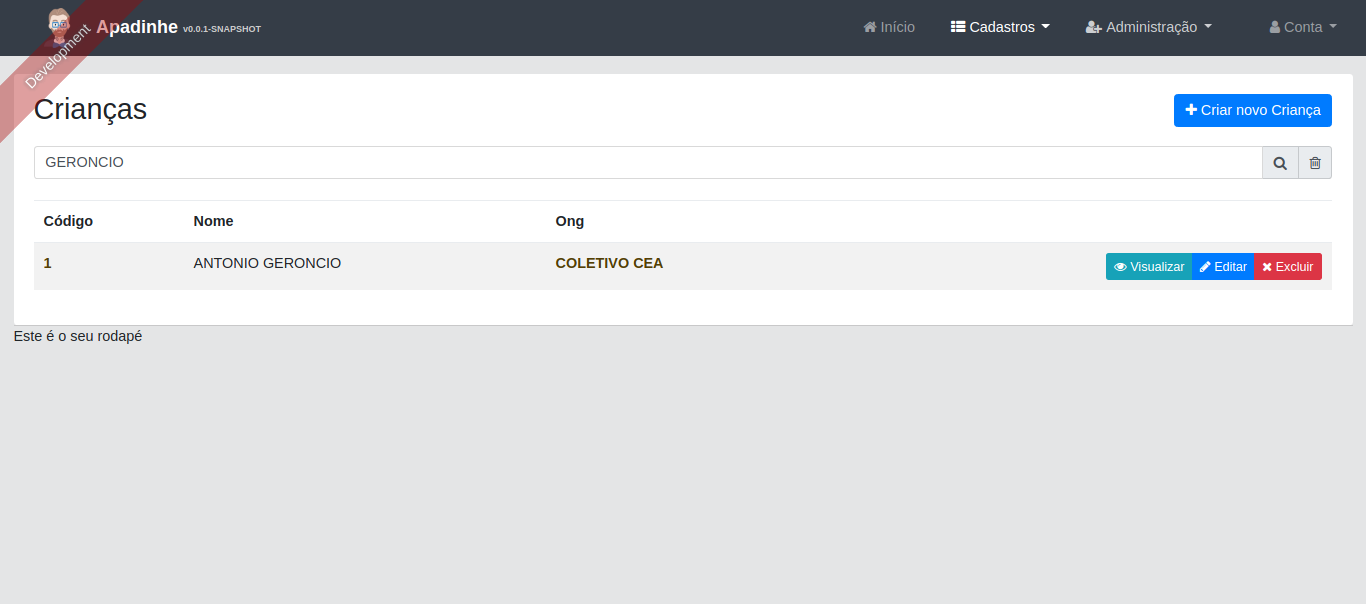 Development
Apadinhe v0.0.1-SNAPSHOT
Início
Cadastros
Administração
Conta
Crianças
Criar novo Criança
GERONCIO
Código Nome Ong
1 ANTONIO GERONCIO COLETIVO CEA Visualizar Editar Excluir
Este é o seu rodapé